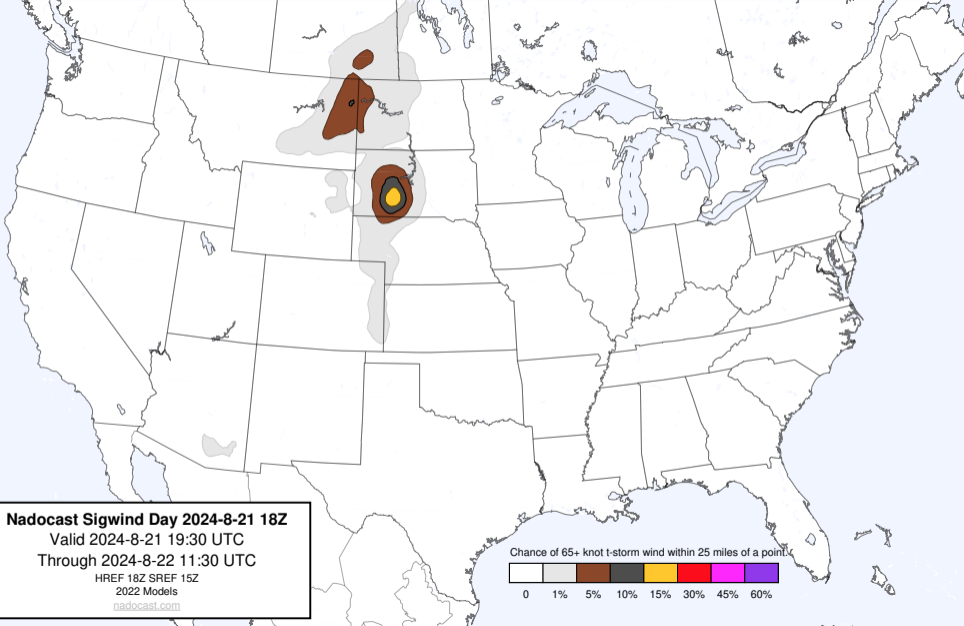 Nadocast Sigwind Day 2024-8-21 18Z
Valid 2024-8-21 19:30 UTC
Through 2024-8-22 11:30 UTC
HREF 18Z SREF 15Z
2022 Models
nadocast.com
Chance of 65+ knot t-storm wind within 25 miles of a point.
0 1% 5% 10% 15% 30% 45% 60%